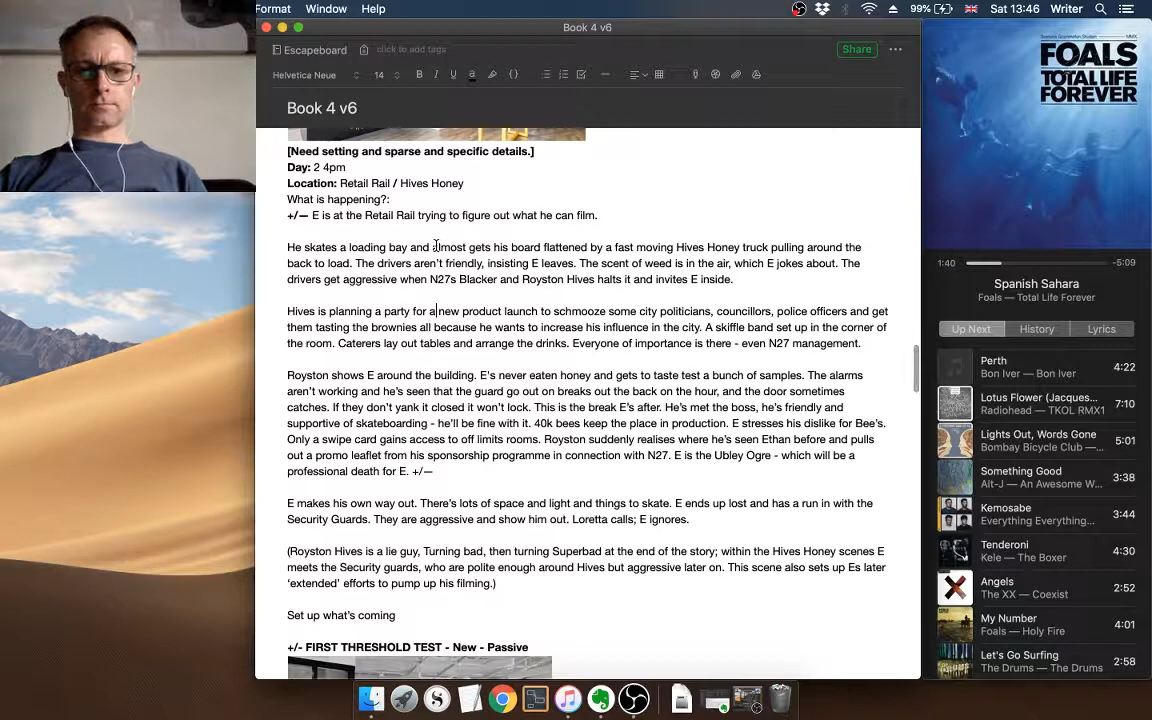 Format Window Help
99% Sat 13:46 Writer
Book 4 v6
Escapeboard click to add tags
Share
Helvetica Neue 14 B I U a
Book 4 v6
[Need setting and sparse and specific details.]
Day: 2 4pm
Location: Retail Rail / Hives Honey
What is happening?:
+/— E is at the Retail Rail trying to figure out what he can film.
He skates a loading bay and almost gets his board flattened by a fast moving Hives Honey truck pulling around the
back to load. The drivers aren't friendly, insisting E leaves. The scent of weed is in the air, which E jokes about. The
drivers get aggressive when N27s Blacker and Royston Hives halts it and invites E inside.
Hives is planning a party for a new product launch to schmooze some city politicians, councillors, police officers and get
them tasting the brownies all because he wants to increase his influence in the city. A skiffle band set up in the corner of
the room. Caterers lay out tables and arrange the drinks. Everyone of importance is there - even N27 management.
Royston shows E around the building. E's never eaten honey and gets to taste test a bunch of samples. The alarms
aren't working and he's seen that the guard go out on breaks out the back on the hour, and the door sometimes
catches. If they don't yank it closed it won't lock. This is the break E's after. He's met the boss, he's friendly and
supportive of skateboarding - he'll be fine with it. 40k bees keep the place in production. E stresses his dislike for Bee's.
Only a swipe card gains access to off limits rooms. Royston suddenly realises where he's seen Ethan before and pulls
out a promo leaflet from his sponsorship programme in connection with N27. E is the Ubley Ogre - which will be a
professional death for E. +/—
E makes his own way out. There's lots of space and light and things to skate. E ends up lost and has a run in with the
Security Guards. They are aggressive and show him out. Loretta calls; E ignores.
(Royston Hives is a lie guy, Turning bad, then turning Superbad at the end of the story; within the Hives Honey scenes E
meets the Security guards, who are polite enough around Hives but aggressive later on. This scene also sets up Es later
'extended' efforts to pump up his filming.)
Set up what's coming
+/- FIRST THRESHOLD TEST - New - Passive
FOALS
TOTAL LIFE
FOREVER
1:40 -5:09
Spanish Sahara
Foals — Total Life Forever
Up Next History Lyrics
Perth
Bon Iver — Bon Iver
4:22
Lotus Flower (Jacques...
Radiohead — TKOL RMX1
7:10
Lights Out, Words Gone
Bombay Bicycle Club —...
5:01
Something Good
Alt-J — An Awesome W...
3:38
Kemosabe
Everything Everything...
3:44
Tenderoni
Kele — The Boxer
4:30
Angels
The XX — Coexist
2:52
My Number
Foals — Holy Fire
4:01
Let's Go Surfing
The Drums — The Drums
2:58